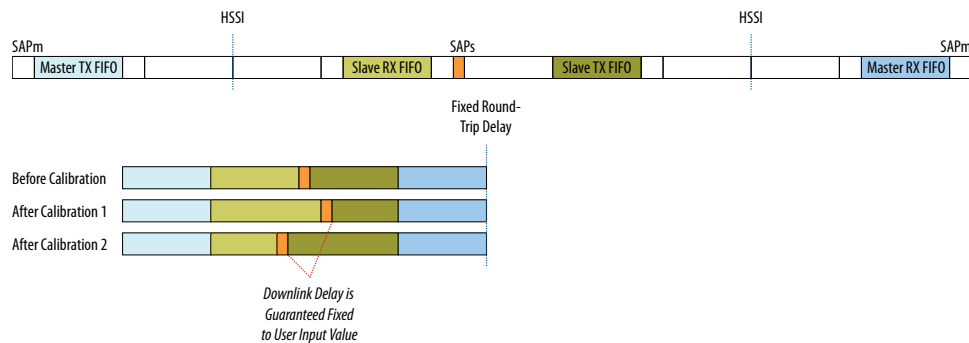 HSSI
HSSI
SAPm
SAPs
SAPm
Master TX FIFO
Slave RX FIFO
Slave TX FIFO
Master RX FIFO
Fixed Round-
Trip Delay
Before Calibration
After Calibration 1
After Calibration 2
Downlink Delay is
Guaranteed Fixed
to User Input Value